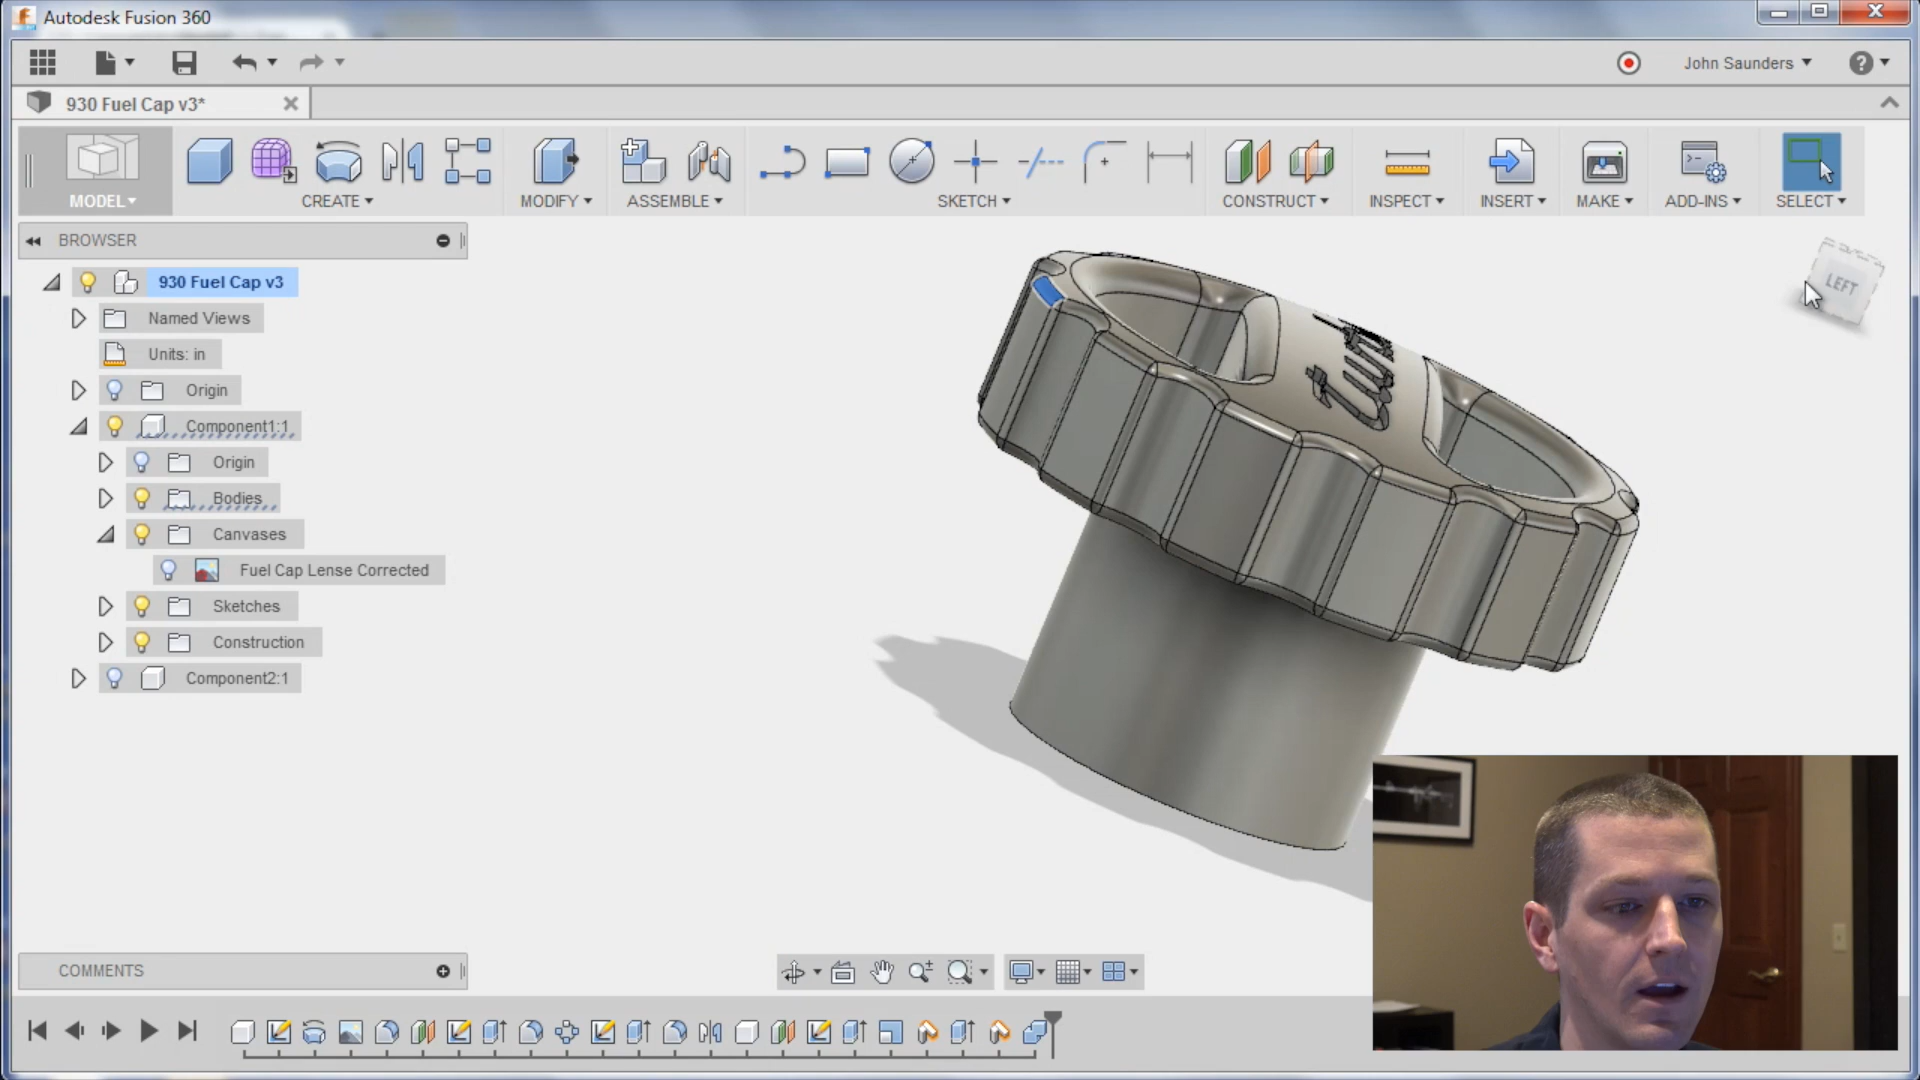 Autodesk Fusion 360
John Saunders
930 Fuel Cap v3*
MODEL
CREATE
MODIFY
ASSEMBLE
SKETCH
CONSTRUCT
INSPECT
INSERT
MAKE
ADD-INS
SELECT
BROWSER
LEFT
930 Fuel Cap v3
Named Views
Units: in
Origin
Component1:1
Origin
Bodies
Canvases
Fuel Cap Lense Corrected
Sketches
Construction
Component2:1
COMMENTS